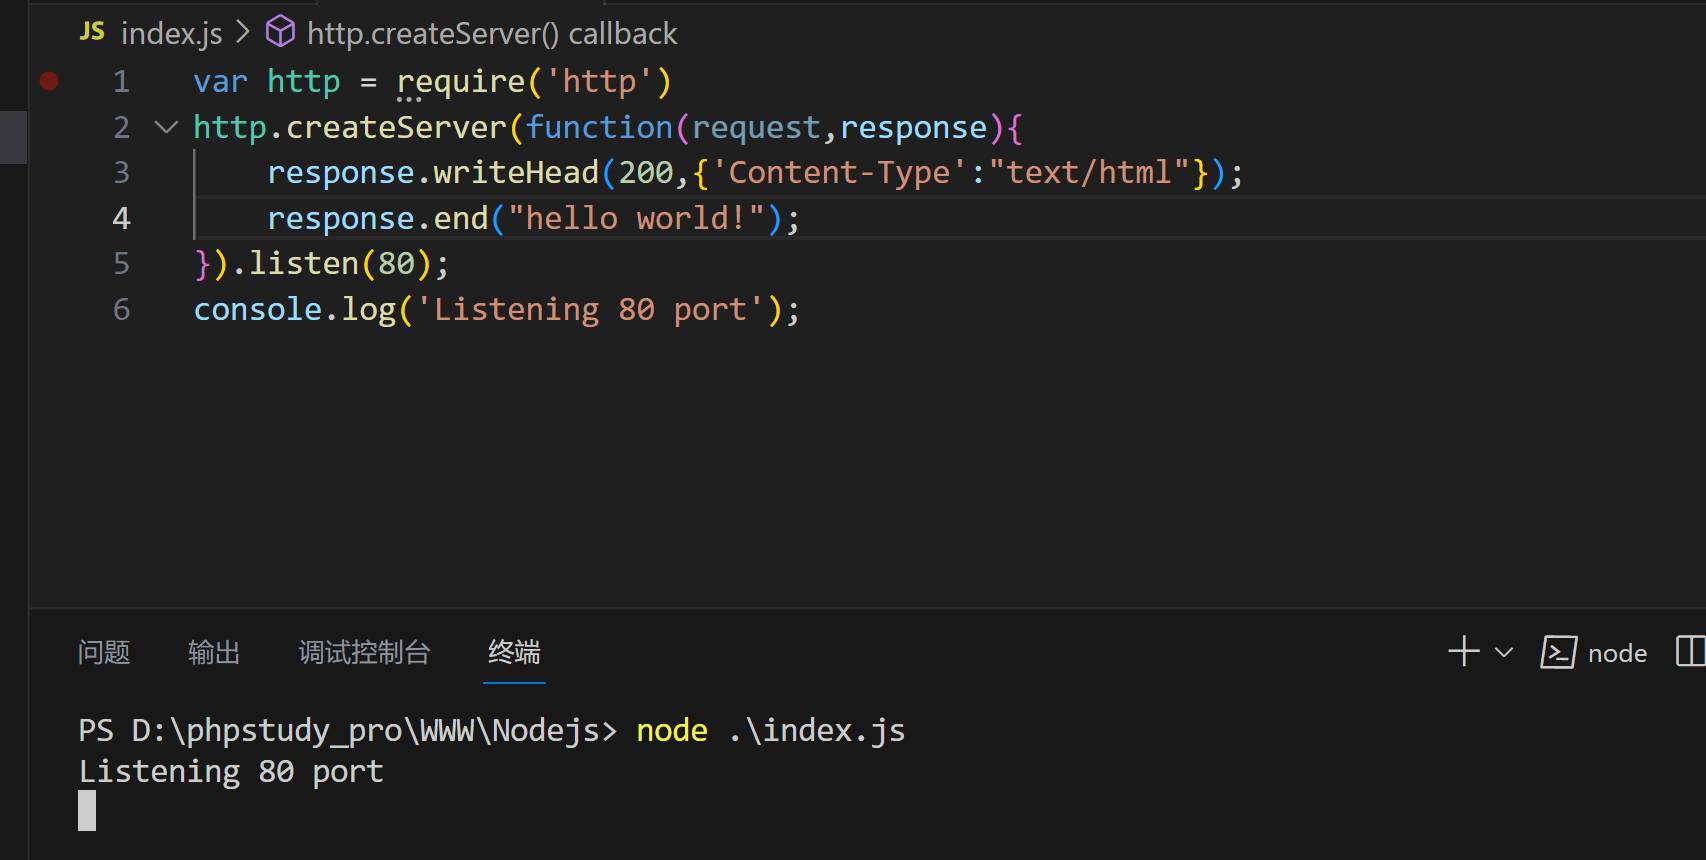 JS index.js > http.createServer() callback
1 var http = require('http')
2 http.createServer(function(request,response){
3 response.writeHead(200,{'Content-Type':"text/html"});
4 response.end("hello world!");
5 }).listen(80);
6 console.log('Listening 80 port');
问题 输出 调试控制台 终端 node
PS D:\phpstudy_pro\WWW\Nodejs> node .\index.js
Listening 80 port